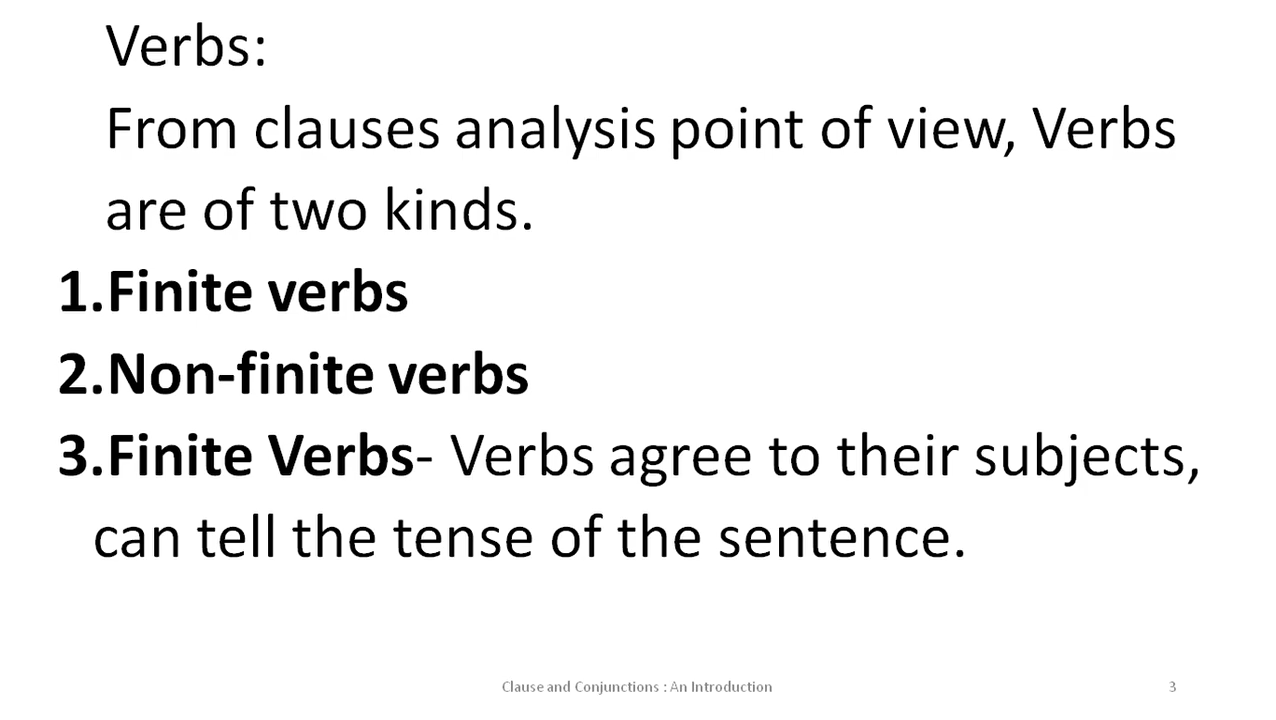 Verbs:
From clauses analysis point of view, Verbs
are of two kinds.
1.Finite verbs
2.Non-finite verbs
3.Finite Verbs- Verbs agree to their subjects,
can tell the tense of the sentence.
Clause and Conjunctions : An Introduction
3